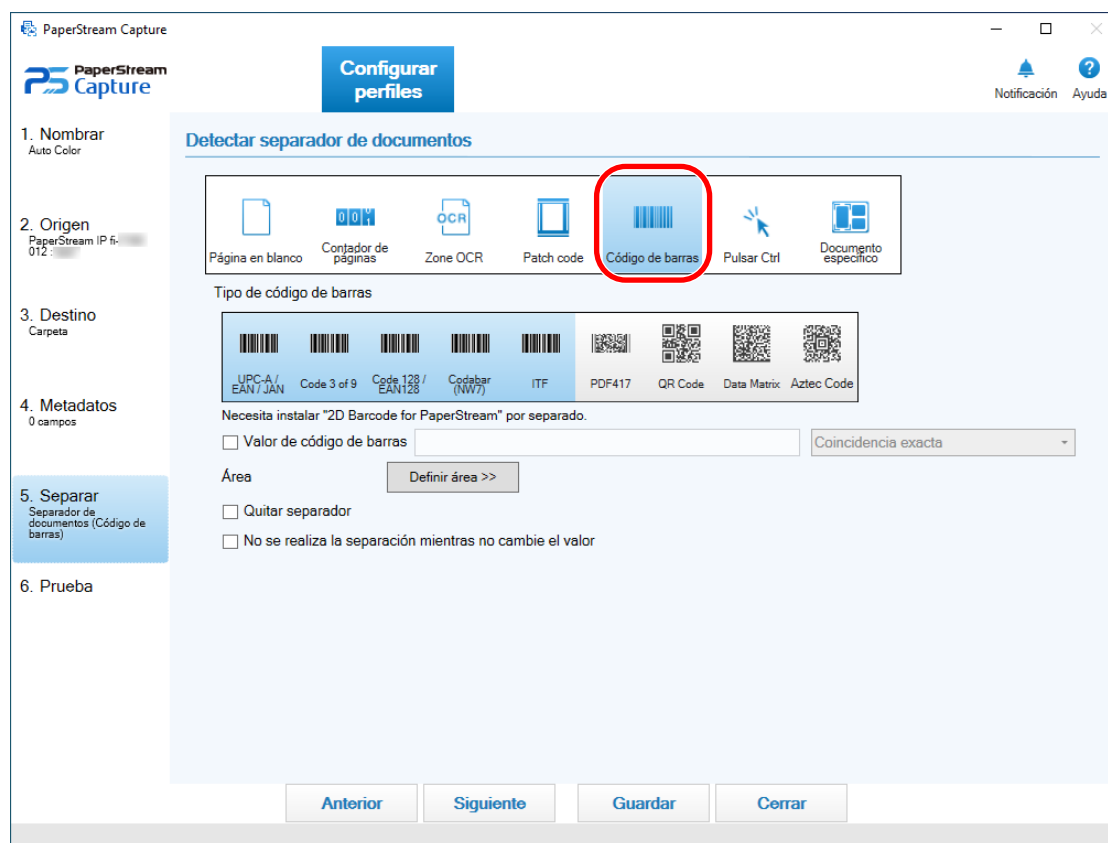 PaperStream Capture
PaperStream
Capture
Configurar
perfiles
Notificación
Ayuda
1. Nombrar
Auto Color
2. Origen
PaperStream IP fi-
012 :
3. Destino
Carpeta
4. Metadatos
0 campos
5. Separar
Separador de
documentos (Código de
barras)
6. Prueba
Detectar separador de documentos
Página en blanco
Contador de
páginas
OCR
Zone OCR
Patch code
Código de barras
Pulsar Ctrl
Documento
específico
Tipo de código de barras
UPC-A /
EAN / JAN
Code 3 of 9
Code 128 /
EAN128
Codabar
(NW7)
ITF
PDF417
QR Code
Data Matrix
Aztec Code
Necesita instalar "2D Barcode for PaperStream" por separado.
Valor de código de barras
Coincidencia exacta
Área
Definir área >>
Quitar separador
No se realiza la separación mientras no cambie el valor
Anterior
Siguiente
Guardar
Cerrar